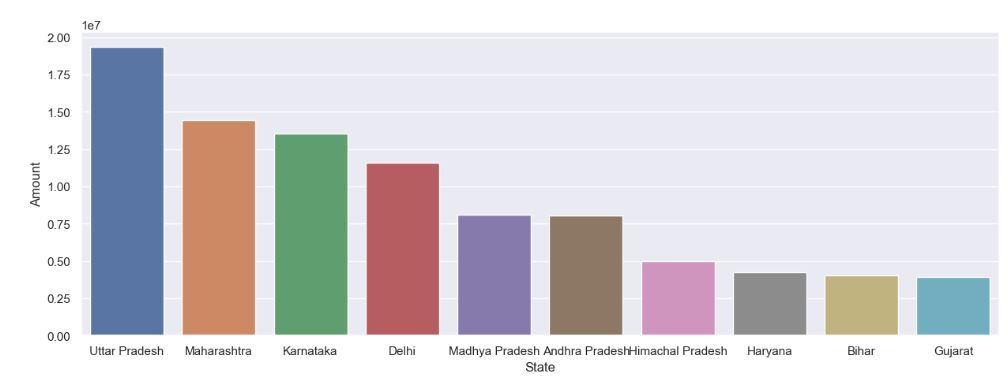 1e7
2.00
1.75
1.50
1.25
1.00
0.75
0.50
0.25
0.00
Amount
Uttar Pradesh Maharashtra Karnataka Delhi Madhya Pradesh Andhra Pradesh Himachal Pradesh Haryana Bihar Gujarat
State